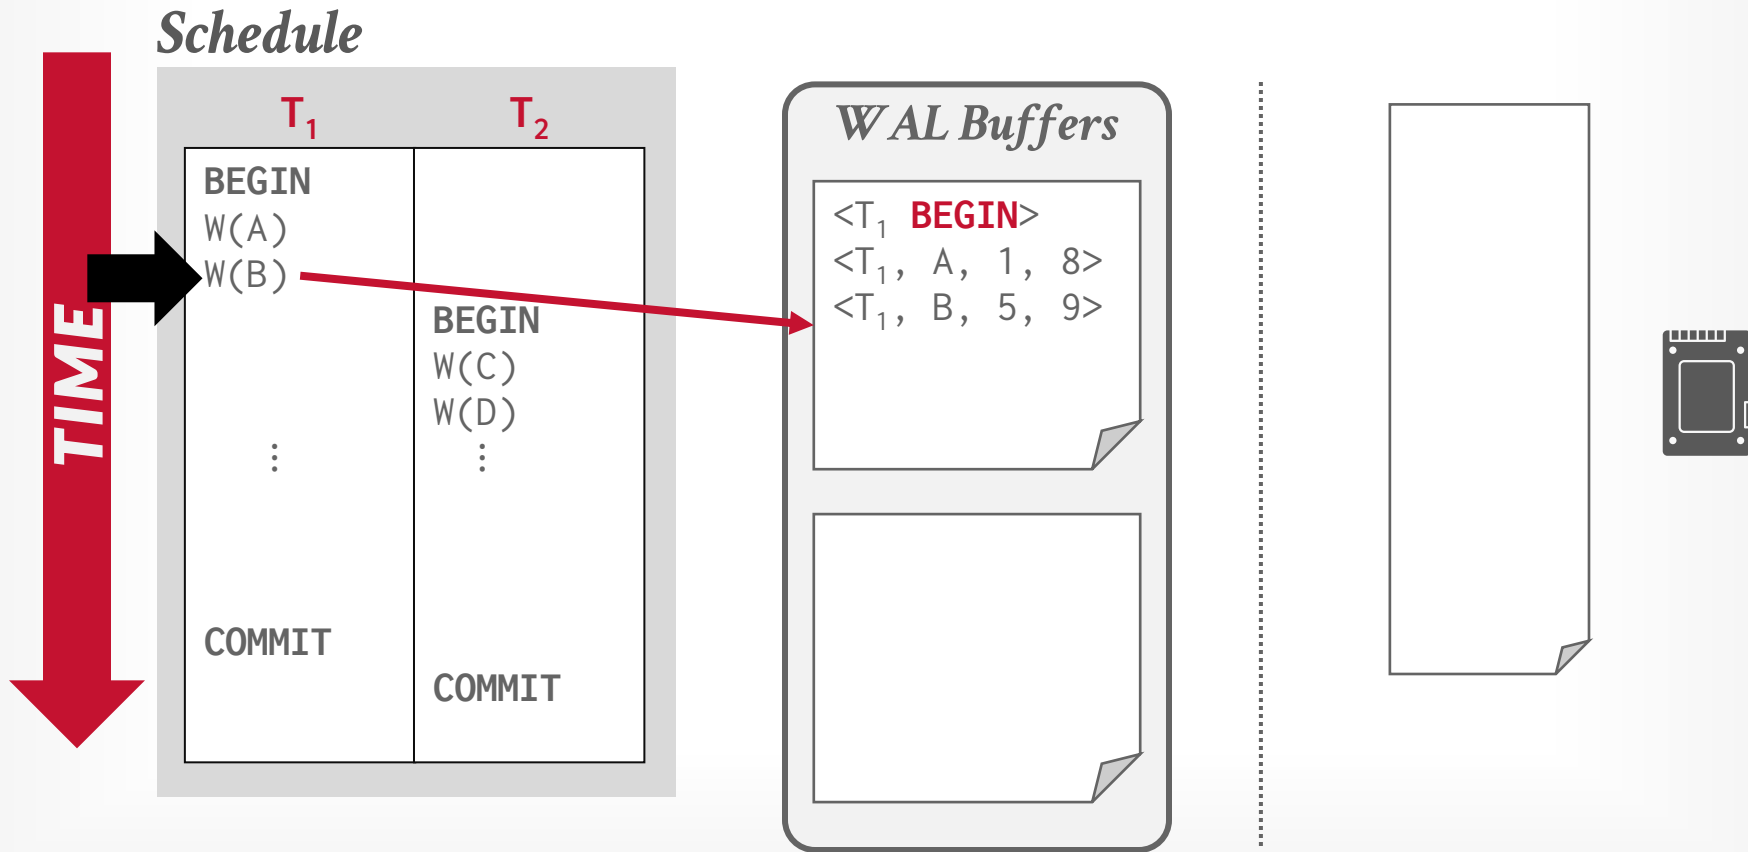 Schedule
TIME
T₁ T₂
BEGIN
W(A)
W(B)
⋮
COMMIT
BEGIN
W(C)
W(D)
⋮
COMMIT
WAL Buffers
<T₁ BEGIN>
<T₁, A, 1, 8>
<T₁, B, 5, 9>